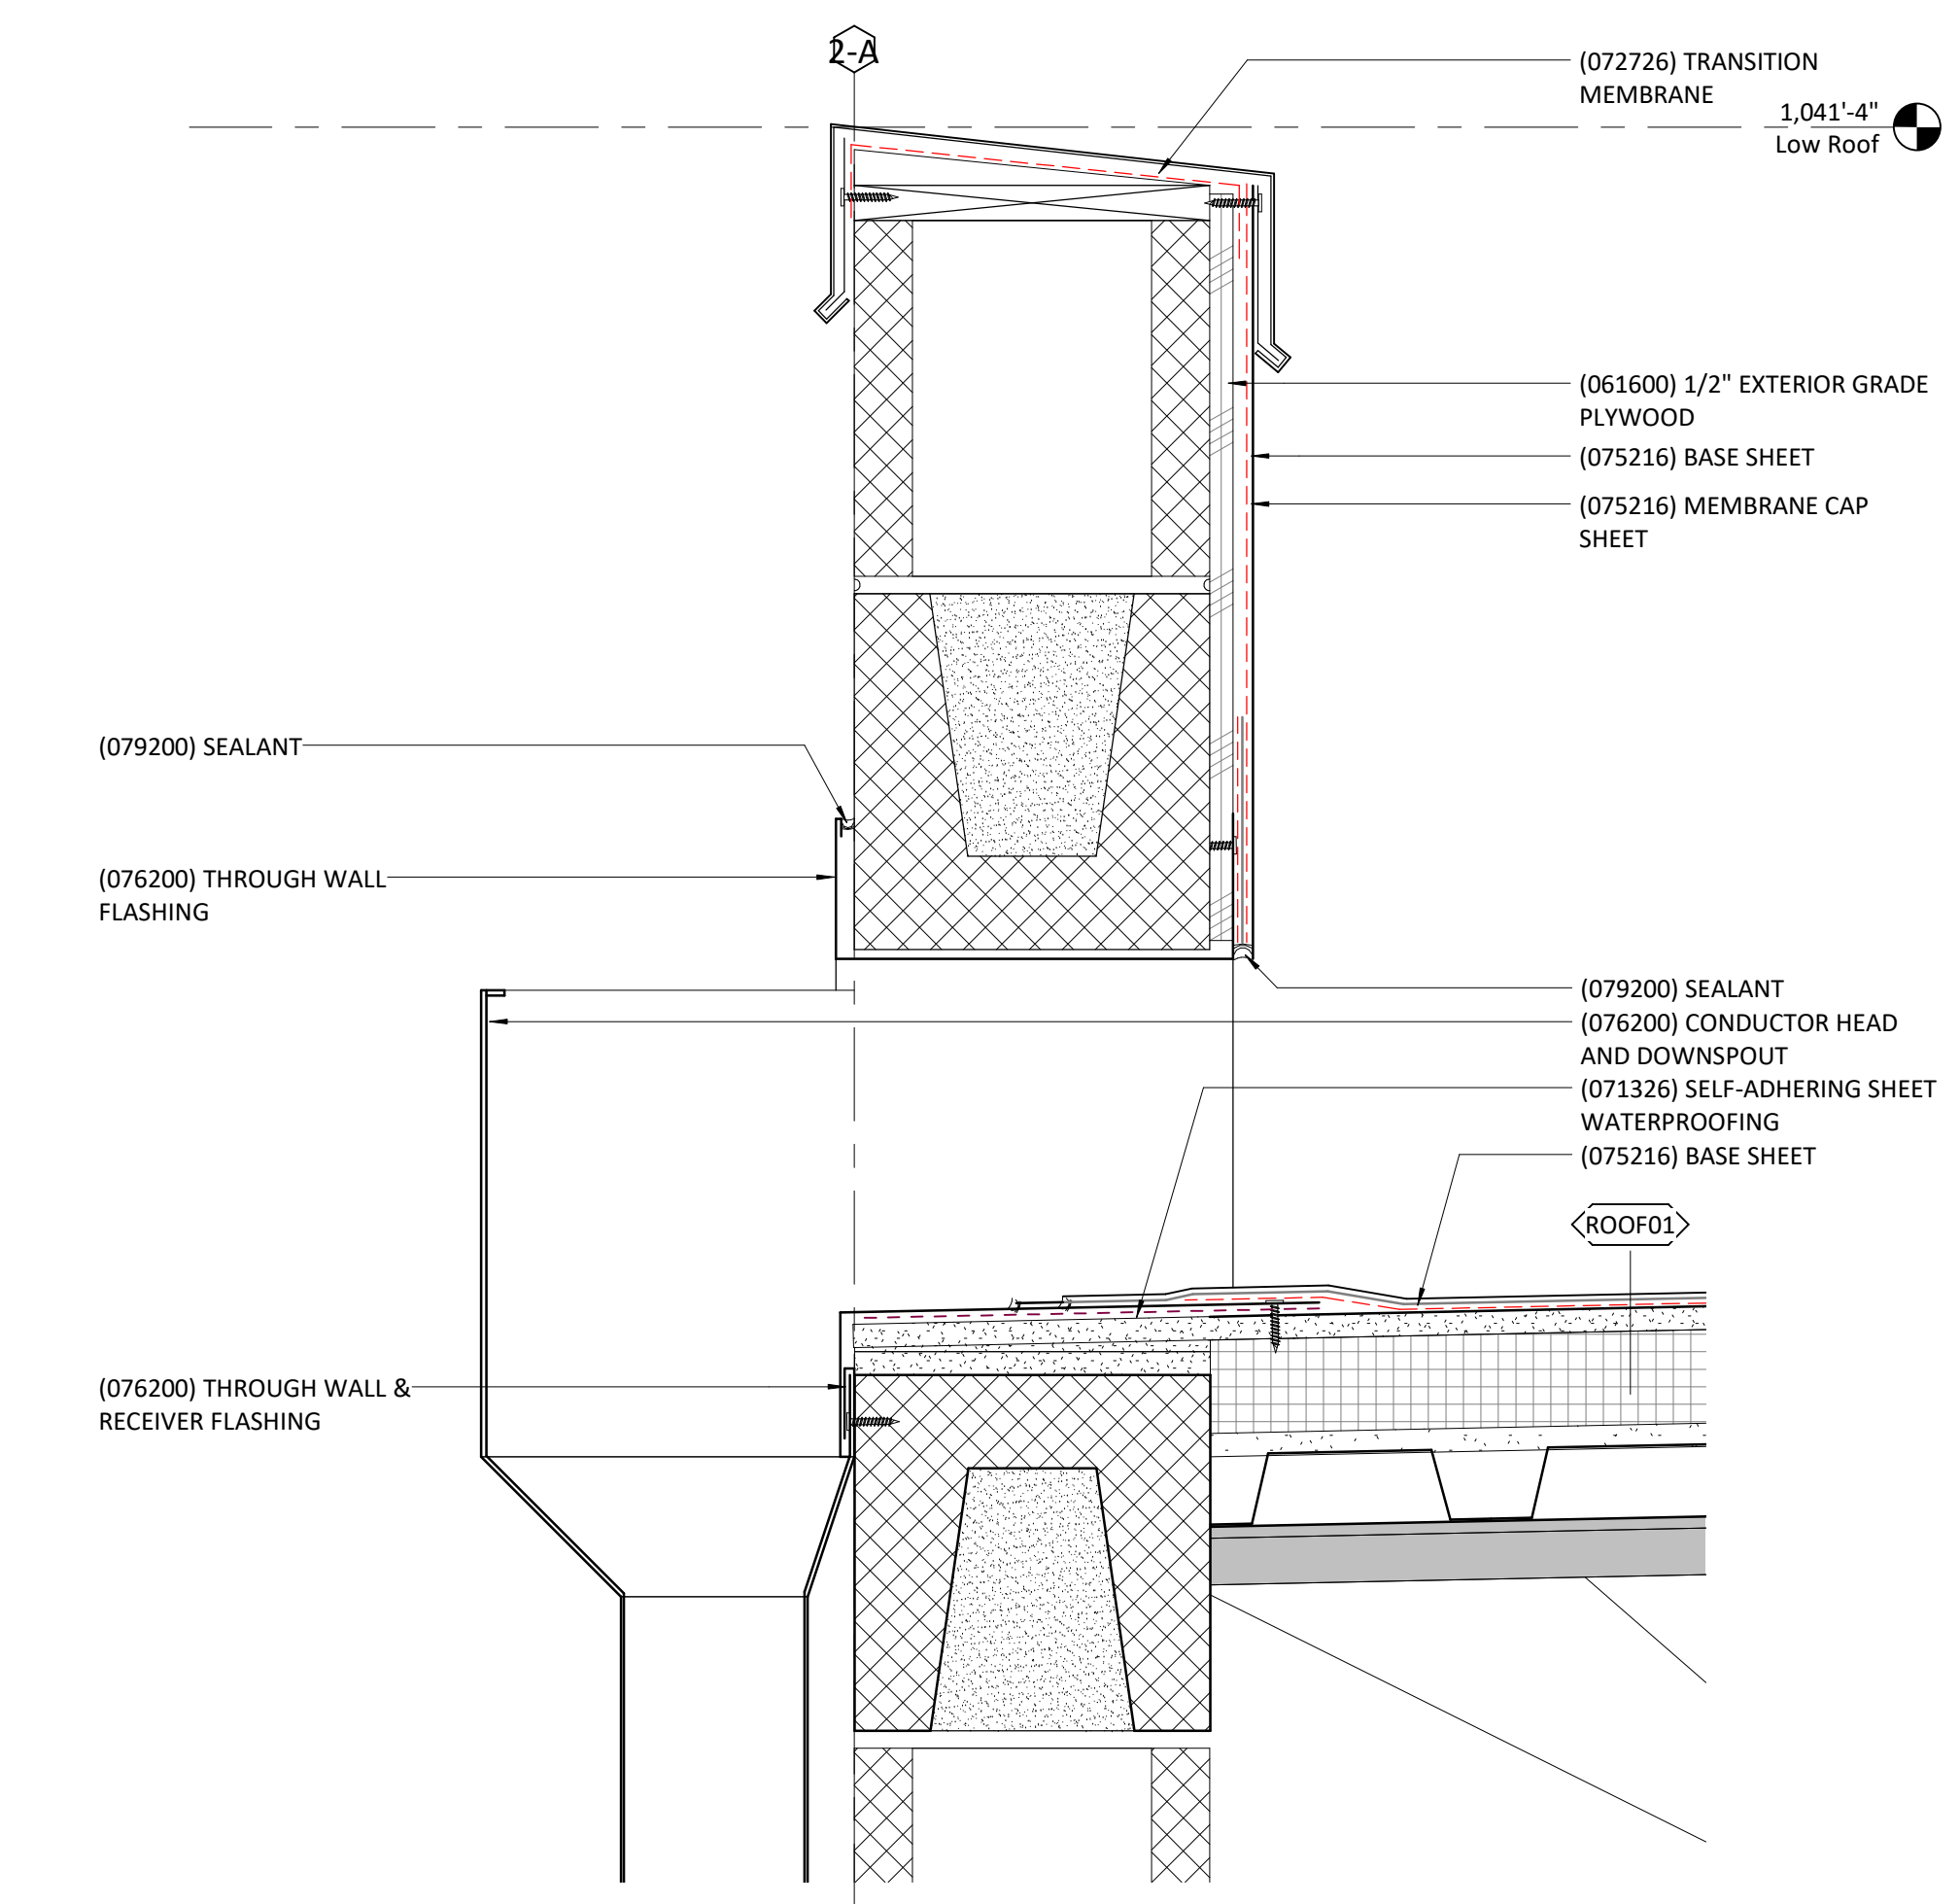 2-A
(072726) TRANSITION
MEMBRANE
1,041'-4"
Low Roof
(061600) 1/2" EXTERIOR GRADE
PLYWOOD
(075216) BASE SHEET
(075216) MEMBRANE CAP
SHEET
(079200) SEALANT
(076200) THROUGH WALL
FLASHING
(079200) SEALANT
(076200) CONDUCTOR HEAD
AND DOWNSPOUT
(071326) SELF-ADHERING SHEET
WATERPROOFING
(075216) BASE SHEET
ROOF01
(076200) THROUGH WALL &
RECEIVER FLASHING